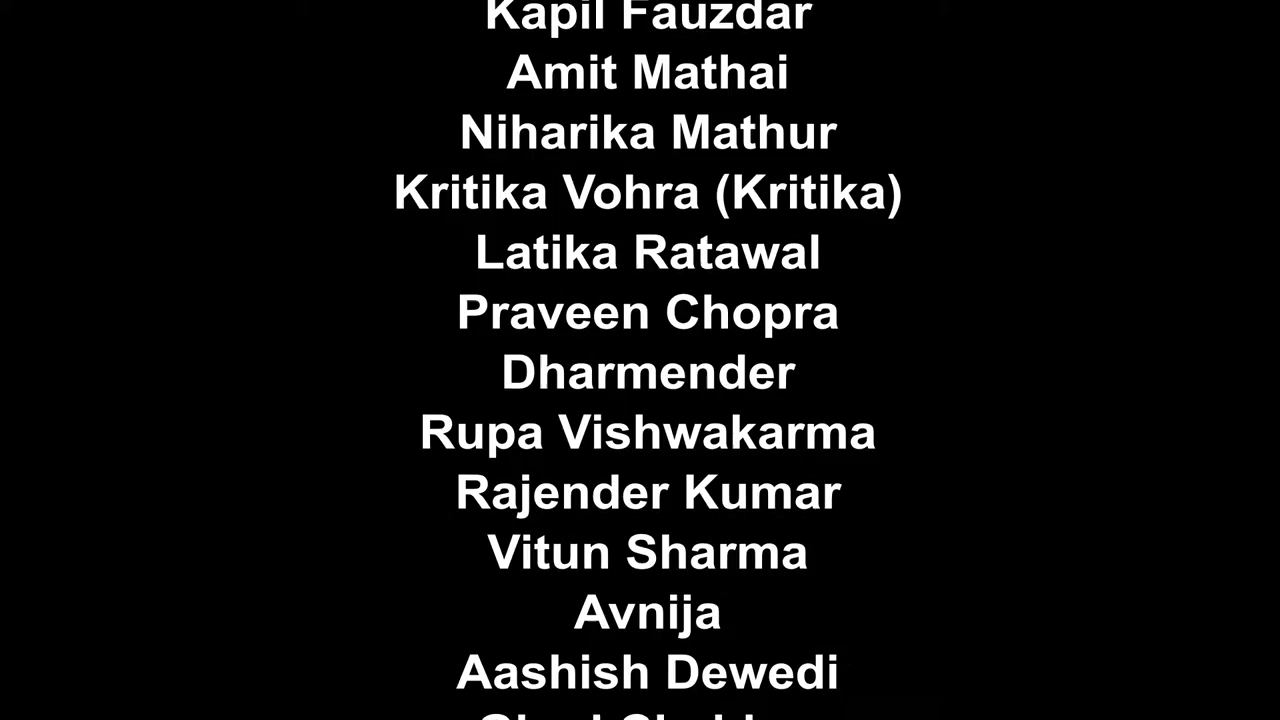 Kapil Fauzdar
Amit Mathai
Niharika Mathur
Kritika Vohra (Kritika)
Latika Ratawal
Praveen Chopra
Dharmender
Rupa Vishwakarma
Rajender Kumar
Vitun Sharma
Avnija
Aashish Dewedi